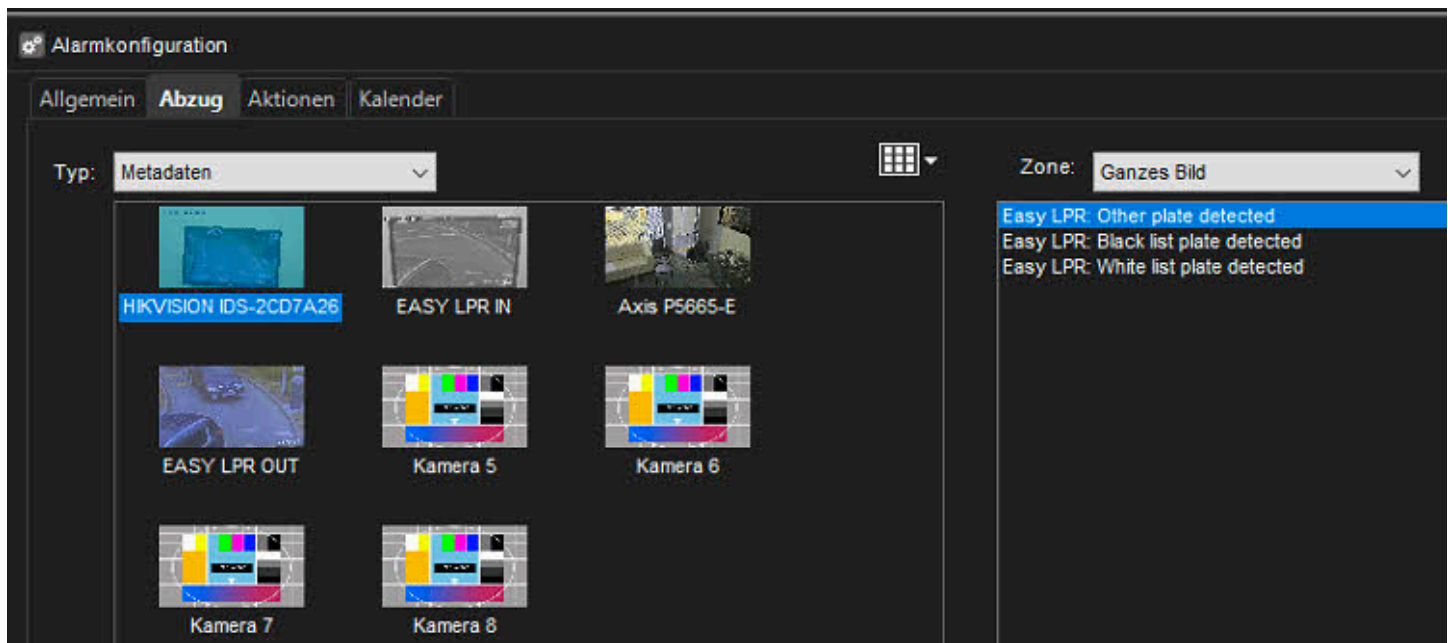 Alarmkonfiguration
Allgemein Abzug Aktionen Kalender
Typ: Metadaten
Zone: Ganzes Bild
HIKVISION IDS-2CD7A26 EASY LPR IN Axis P5665-E
EASY LPR OUT Kamera 5 Kamera 6
Kamera 7 Kamera 8
Easy LPR: Other plate detected
Easy LPR: Black list plate detected
Easy LPR: White list plate detected